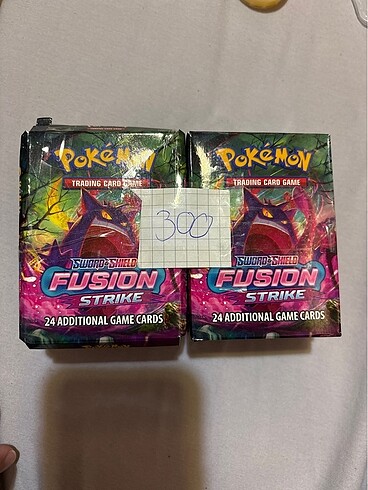 POKéMON
TRADING CARD GAME
300
SWORD & SHIELD
FUSION
STRIKE
24 ADDITIONAL GAME CARDS
POKéMON
TRADING CARD GAME
SWORD & SHIELD
FUSION
STRIKE
24 ADDITIONAL GAME CARDS